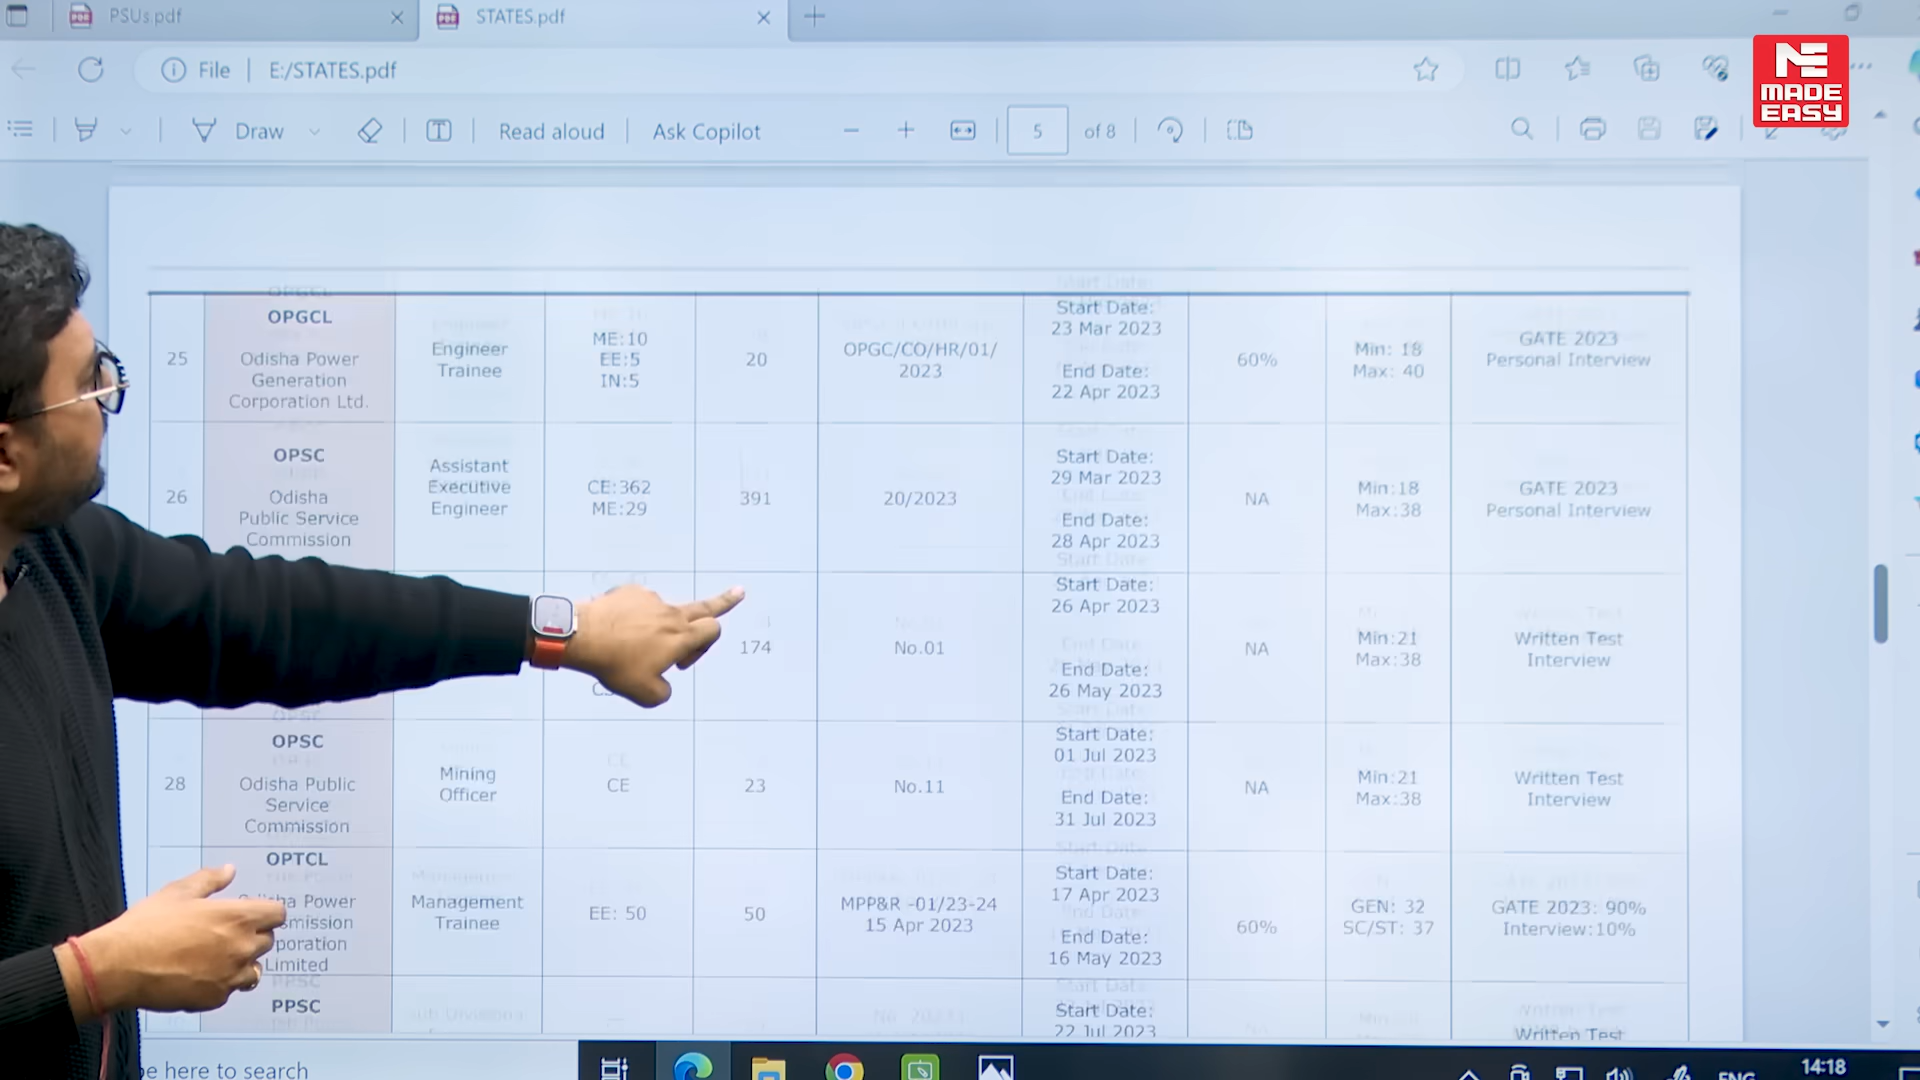 PSUs.pdf
STATES.pdf
File
E:/STATES.pdf
MADE
EASY
Draw
Read aloud
Ask Copilot
5
of 8
25
OPGCL
Odisha Power
Generation
Corporation Ltd.
Engineer
Trainee
ME:10
EE:5
IN:5
20
OPGC/CO/HR/01/
2023
Start Date:
23 Mar 2023
End Date:
22 Apr 2023
60%
Min: 18
Max: 40
GATE 2023
Personal Interview
26
OPSC
Odisha
Public Service
Commission
Assistant
Executive
Engineer
CE:362
ME:29
391
20/2023
Start Date:
29 Mar 2023
End Date:
28 Apr 2023
NA
Min:18
Max:38
GATE 2023
Personal Interview
174
No.01
Start Date:
26 Apr 2023
End Date:
26 May 2023
NA
Min:21
Max:38
Written Test
Interview
28
OPSC
Odisha Public
Service
Commission
Mining
Officer
CE
23
No.11
Start Date:
01 Jul 2023
End Date:
31 Jul 2023
NA
Min:21
Max:38
Written Test
Interview
OPTCL
Power
Limited
Management
Trainee
EE: 50
50
MPP&R -01/23-24
15 Apr 2023
Start Date:
17 Apr 2023
End Date:
16 May 2023
60%
GEN: 32
SC/ST: 37
GATE 2023: 90%
Interview:10%
PPSC
Start Date:
22 Jul 2023
Written Test
here to search
ENG
14:18